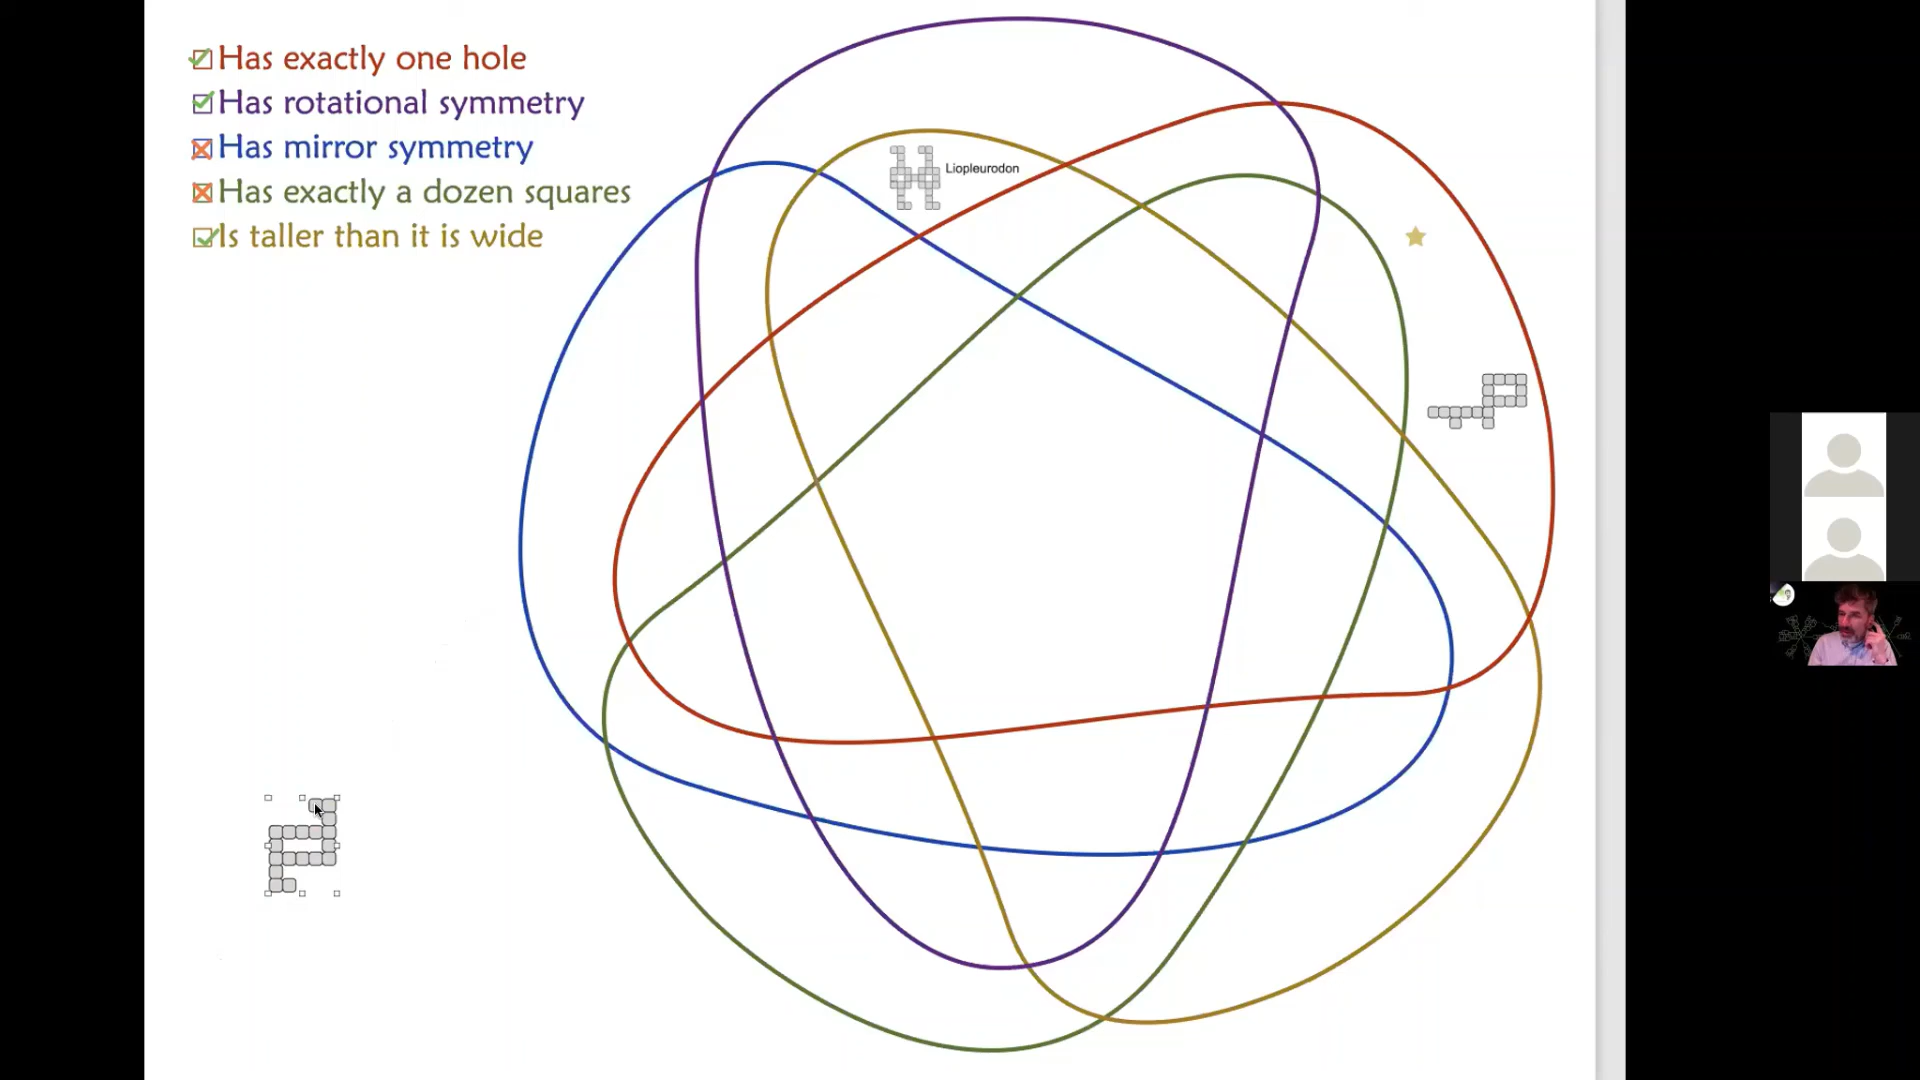 Has exactly one hole
Has rotational symmetry
Has mirror symmetry
Has exactly a dozen squares
Is taller than it is wide
Liopleurodon